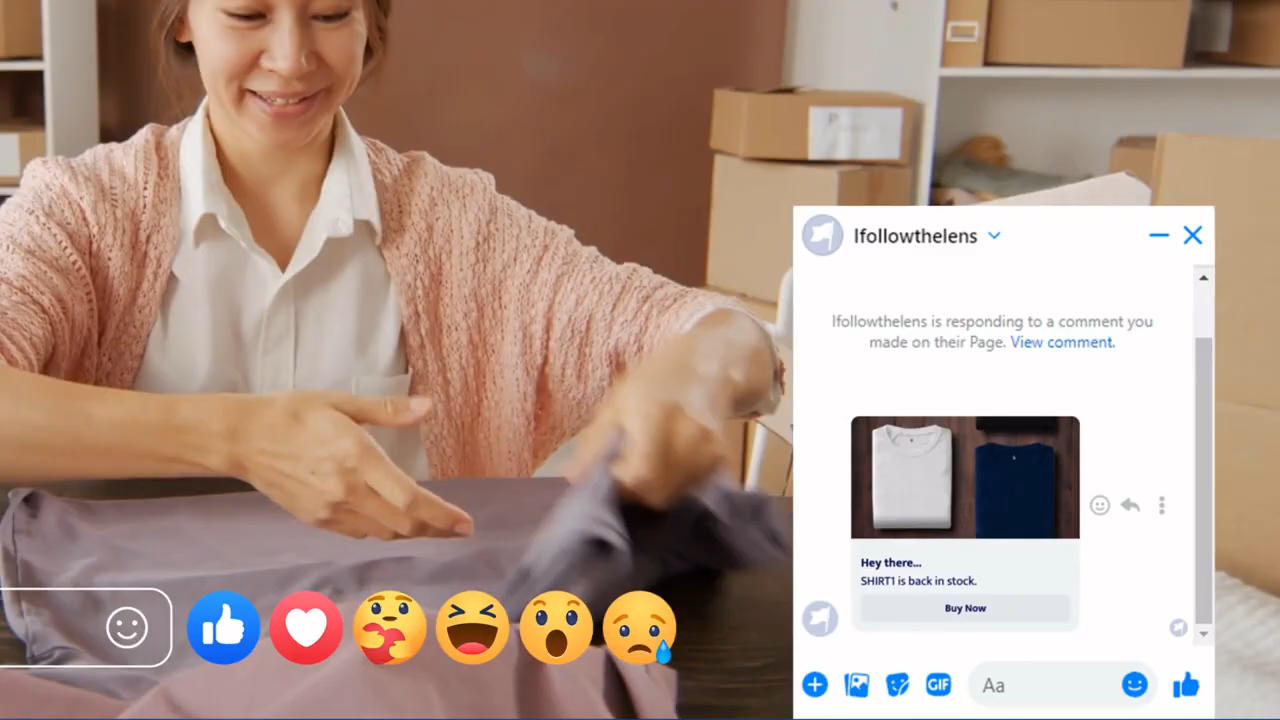 Ifollowthelens
Ifollowthelens is responding to a comment you
made on their Page. View comment.
Hey there...
SHIRT1 is back in stock.
Buy Now
GIF
Aa